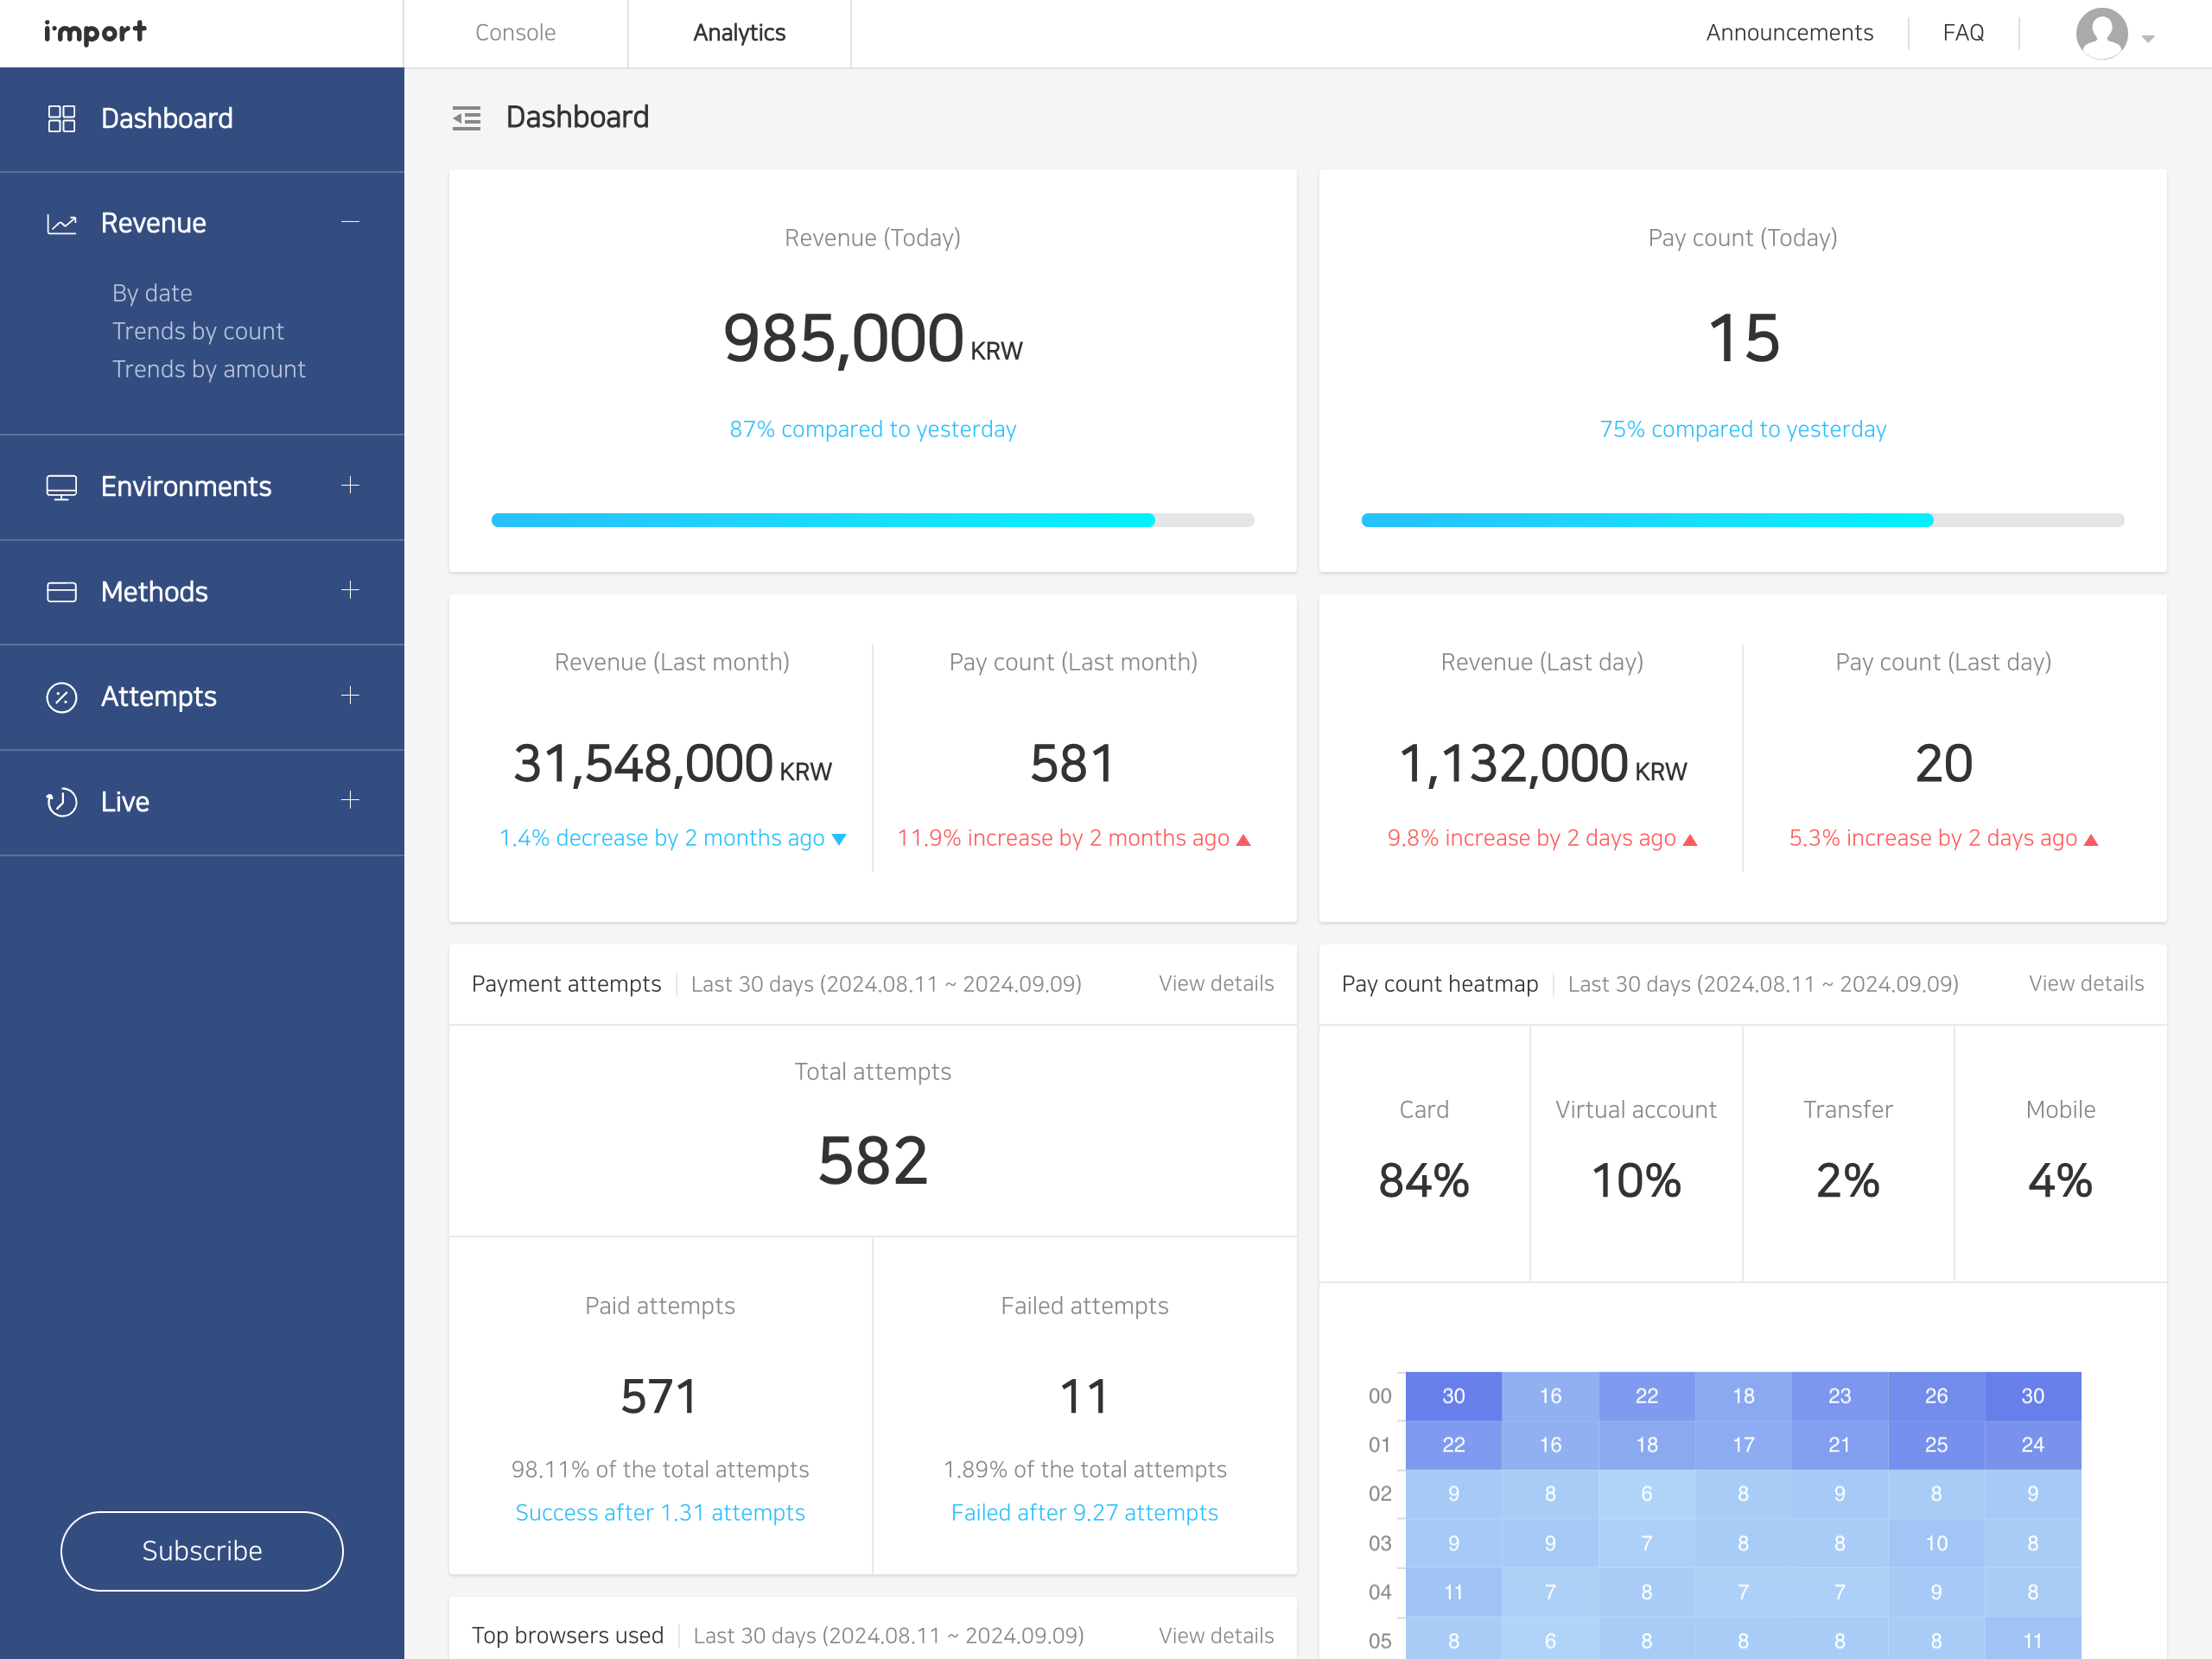 i'mport
Console
Analytics
Announcements
FAQ
Dashboard
Revenue
By date
Trends by count
Trends by amount
Environments
Methods
Attempts
Live
Subscribe
Dashboard
Revenue (Today)
985,000 KRW
87% compared to yesterday
Pay count (Today)
15
75% compared to yesterday
Revenue (Last month)
31,548,000 KRW
1.4% decrease by 2 months ago
Pay count (Last month)
581
11.9% increase by 2 months ago
Revenue (Last day)
1,132,000 KRW
9.8% increase by 2 days ago
Pay count (Last day)
20
5.3% increase by 2 days ago
Payment attempts
Last 30 days (2024.08.11 ~ 2024.09.09)
View details
Total attempts
582
Paid attempts
571
98.11% of the total attempts
Success after 1.31 attempts
Failed attempts
11
1.89% of the total attempts
Failed after 9.27 attempts
Top browsers used
Last 30 days (2024.08.11 ~ 2024.09.09)
View details
Pay count heatmap
Last 30 days (2024.08.11 ~ 2024.09.09)
View details
Card
84%
Virtual account
10%
Transfer
2%
Mobile
4%
00 30 16 22 18 23 26 30
01 22 16 18 17 21 25 24
02 9 8 6 8 9 8 9
03 9 9 7 8 8 10 8
04 11 7 8 7 7 9 8
05 8 6 8 8 8 8 11